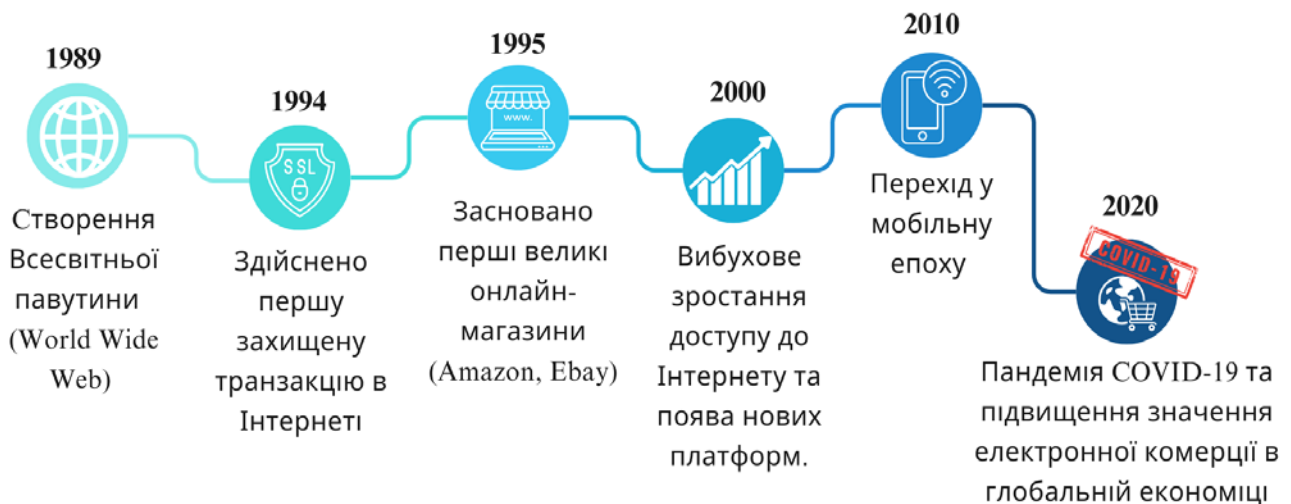 1989
Створення
Всесвітньої
павутини
(World Wide
Web)
1994
SSL
Здійснено
першу
захищену
транзакцію в
Інтернеті
1995
www.
Засновано
перші великі
онлайн-
магазини
(Amazon, Ebay)
2000
Вибухове
зростання
доступу до
Інтернету та
поява нових
платформ.
2010
Перехід у
мобільну
епоху
2020
COVID-19
Пандемія COVID-19 та
підвищення значення
електронної комерції в
глобальній економіці